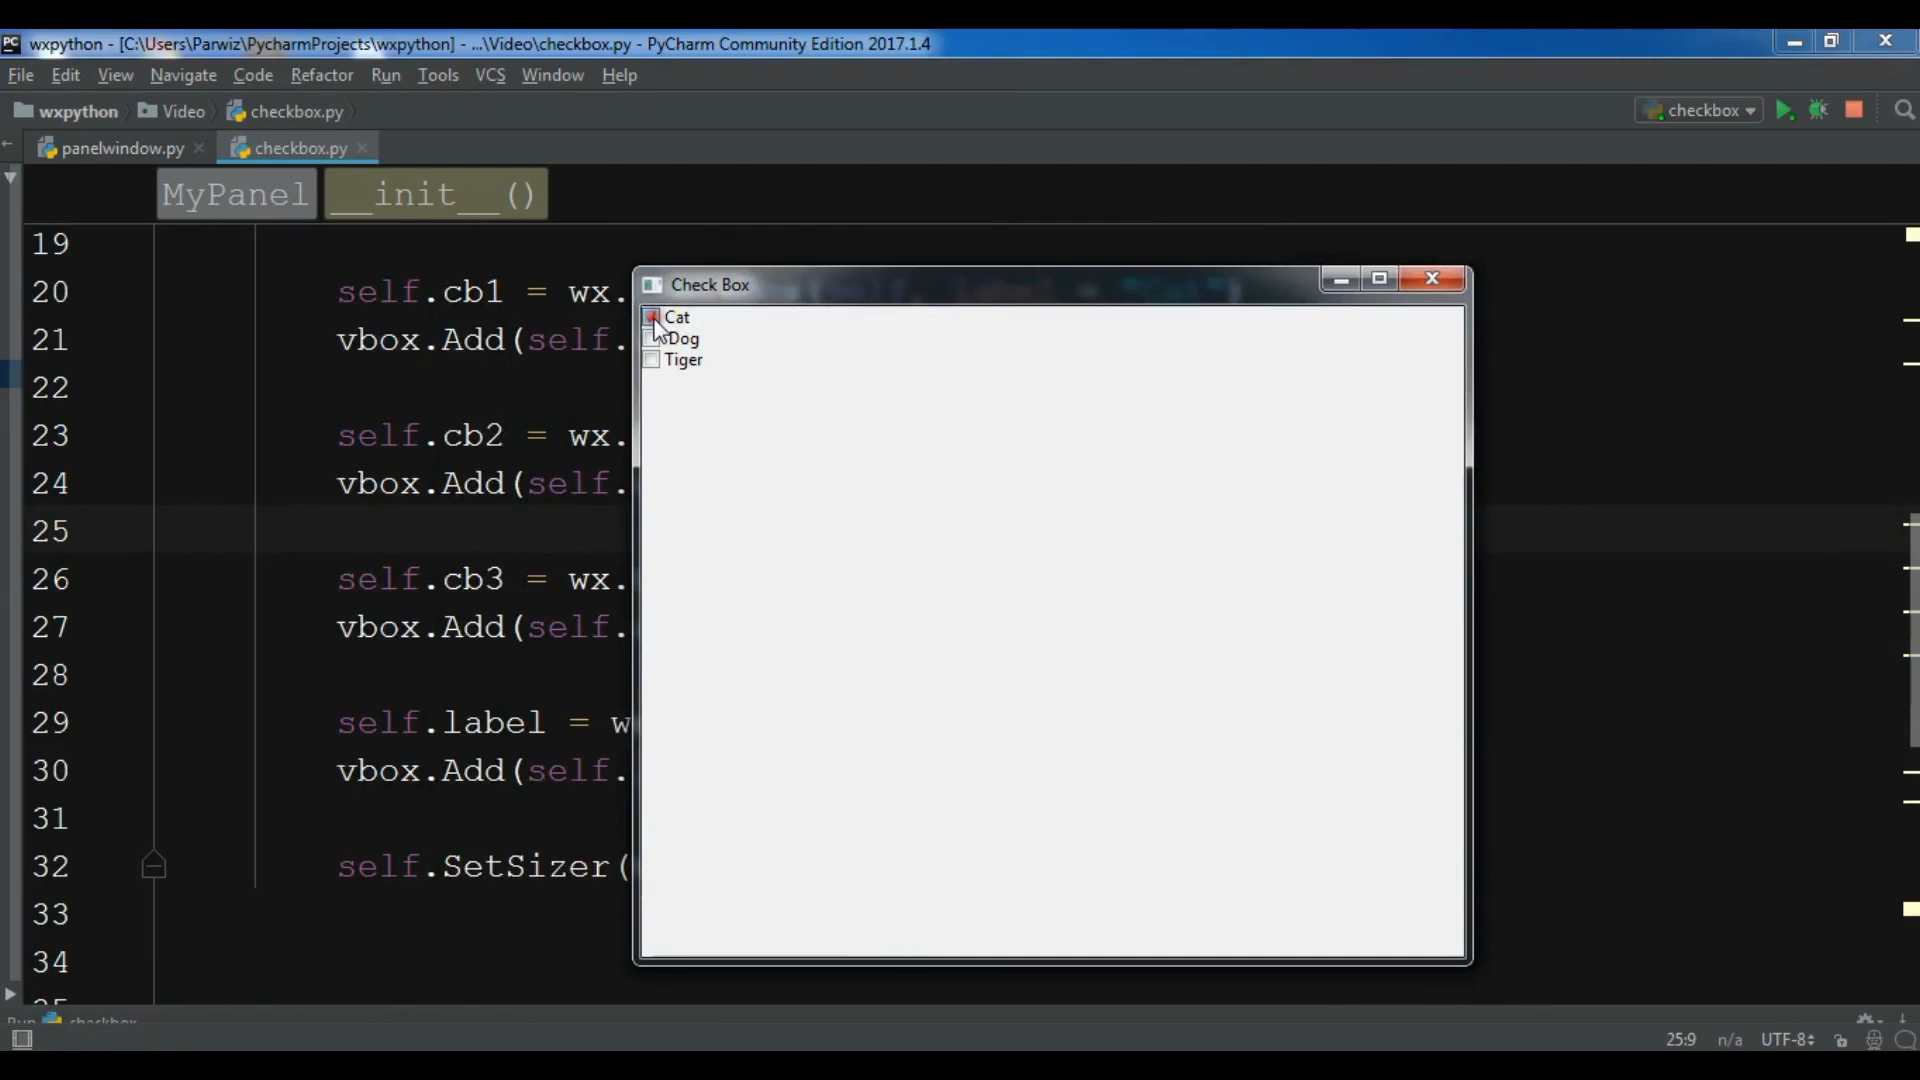 PC wxpython - [C:\Users\Parwiz\PycharmProjects\wxpython] - ...\Video\checkbox.py - PyCharm Community Edition 2017.1.4
File Edit View Navigate Code Refactor Run Tools VCS Window Help
wxpython Video checkbox.py checkbox
panelwindow.py checkbox.py
MyPanel __init__()
19
20 self.cb1 = wx.
21 vbox.Add(self.
22
23 self.cb2 = wx.
24 vbox.Add(self.
25
26 self.cb3 = wx.
27 vbox.Add(self.
28
29 self.label = w
30 vbox.Add(self.
31
32 self.SetSizer(
33
34
35
Check Box
Cat
Dog
Tiger
Run checkbox
25:9 n/a UTF-8